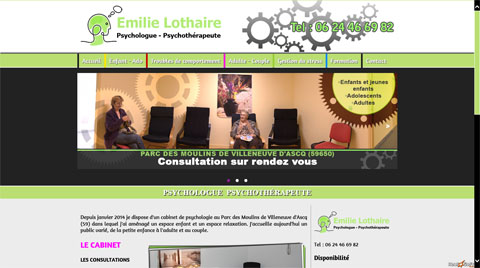 Emilie Lothaire
Psychologue - Psychothérapeute
Tel : 06 24 46 69 82
Accueil
Enfant - Ado
Troubles de comportement
Adulte - Couple
Gestion du stress
Formation
Contact
Enfants et jeunes
enfants
-Adolescents
-Adultes
PARC DES MOULINS DE VILLENEUVE D'ASCQ (59650)
Consultation sur rendez vous
PSYCHOLOGUE PSYCHOTHÉRAPEUTE
Depuis janvier 2014 je dispose d'un cabinet de psychologie au Parc des Moulins de Villeneuve d'Ascq
(59) dans lequel j'ai aménagé un espace enfant et un espace relaxation. J'accueille aujourd'hui un
public varié, de la petite enfance à l'adulte et au couple.
LE CABINET
LES CONSULTATIONS
Emilie Lothaire
Psychologue - Psychothérapeute
Tel : 06 24 46 69 82
Disponibilité